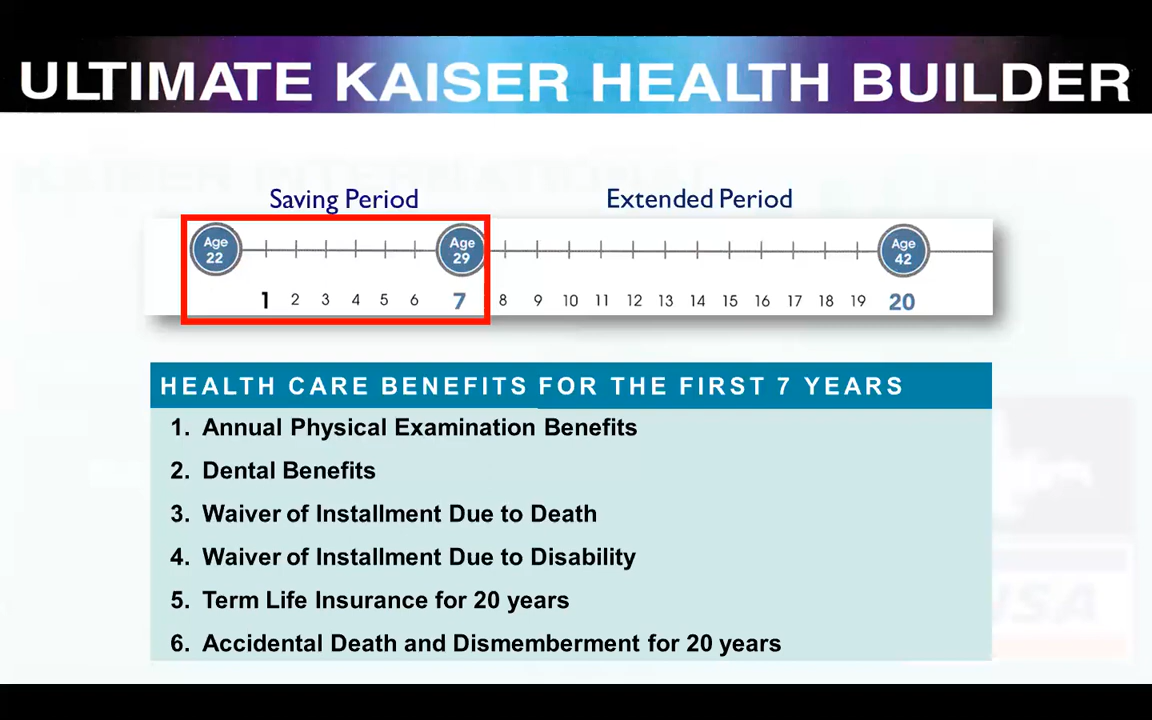 ULTIMATE KAISER HEALTH BUILDER
Saving Period Extended Period
Age 22 Age 29 Age 42
1 2 3 4 5 6 7 8 9 10 11 12 13 14 15 16 17 18 19 20
HEALTH CARE BENEFITS FOR THE FIRST 7 YEARS
1. Annual Physical Examination Benefits
2. Dental Benefits
3. Waiver of Installment Due to Death
4. Waiver of Installment Due to Disability
5. Term Life Insurance for 20 years
6. Accidental Death and Dismemberment for 20 years